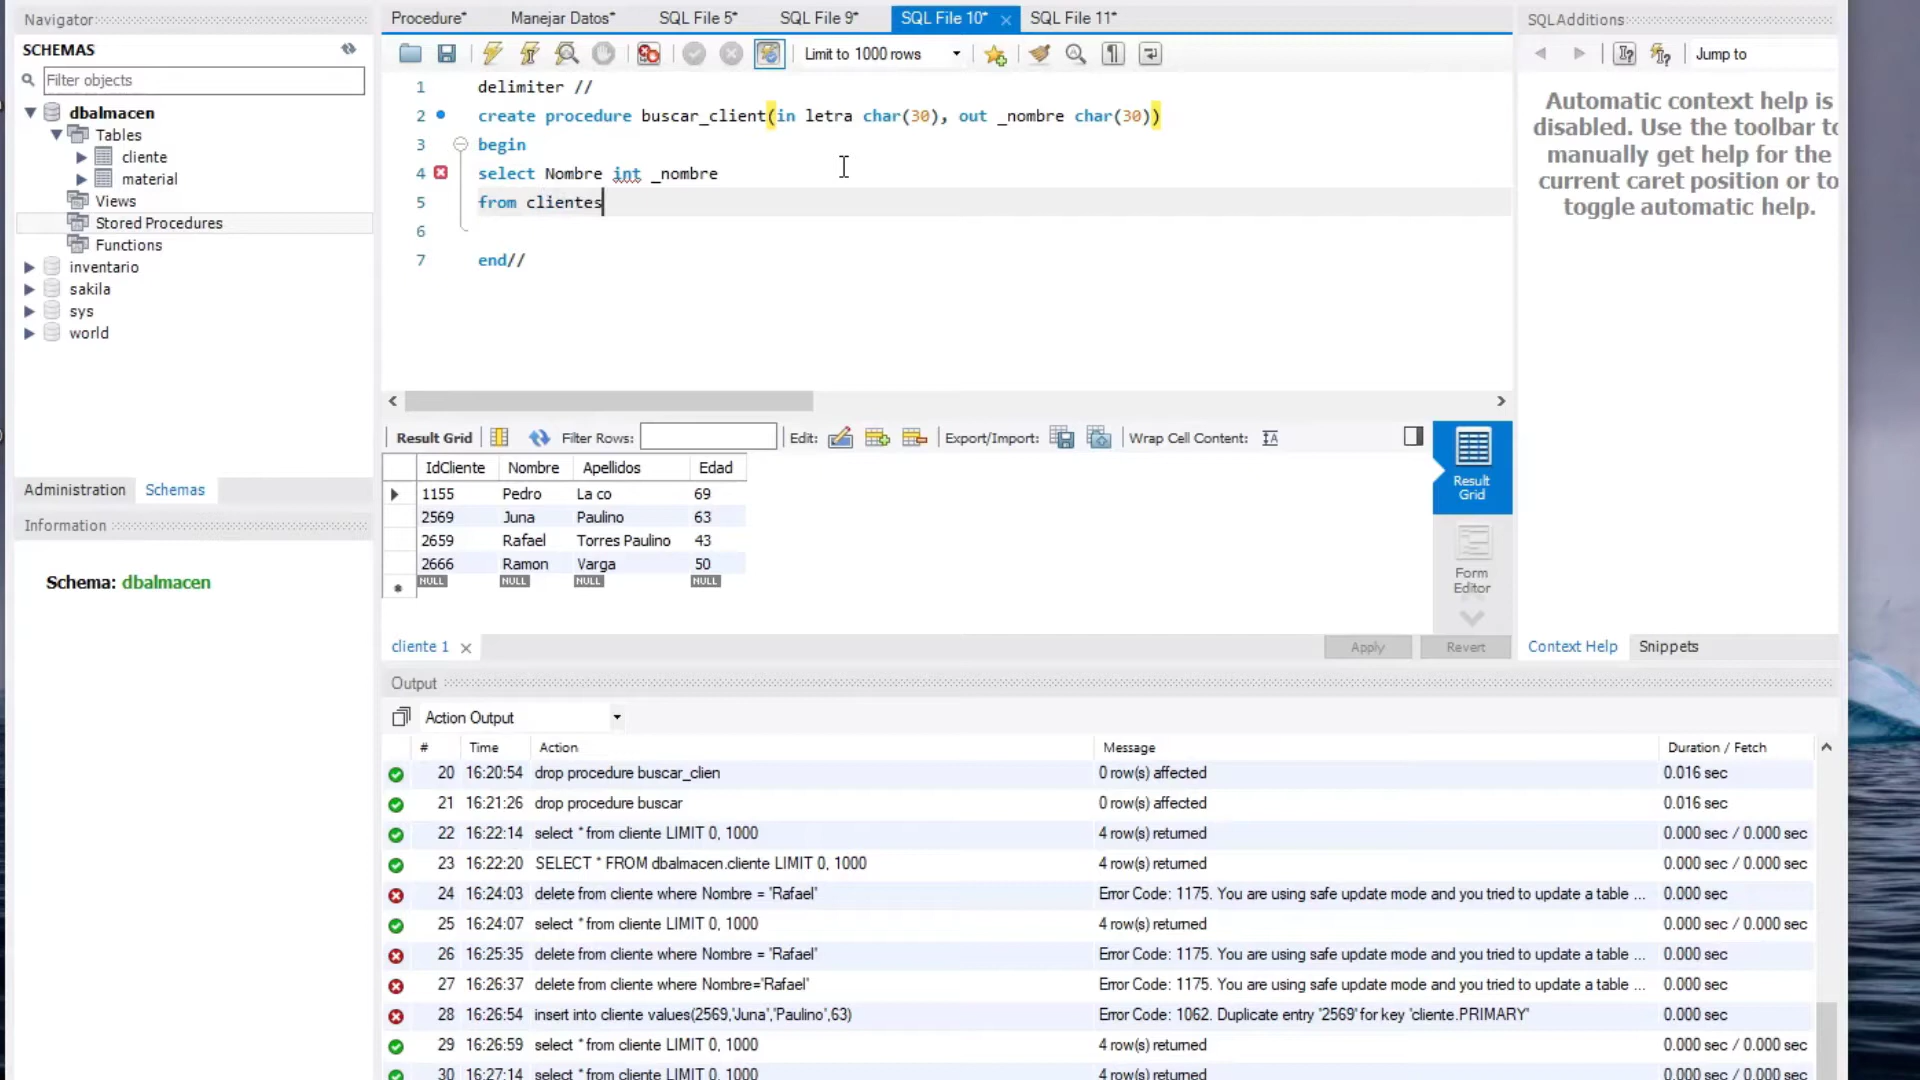 Navigator
SCHEMAS
Filter objects
dbalmacen
Tables
cliente
material
Views
Stored Procedures
Functions
inventario
sakila
sys
world
Administration Schemas
Information
Schema: dbalmacen
Procedure* Manejar Datos* SQL File 5* SQL File 9* SQL File 10* SQL File 11*
Limit to 1000 rows
1 delimiter //
2 create procedure buscar_client(in letra char(30), out _nombre char(30))
3 begin
4 select Nombre int _nombre
5 from clientes
6
7 end//
Result Grid Filter Rows: Edit: Export/Import: Wrap Cell Content:
IdCliente Nombre Apellidos Edad
1155 Pedro La co 69
2569 Juna Paulino 63
2659 Rafael Torres Paulino 43
2666 Ramon Varga 50
NULL NULL NULL NULL
Result Grid
Form Editor
cliente 1 Apply Revert
SQLAdditions
Jump to
Automatic context help is
disabled. Use the toolbar to
manually get help for the
current caret position or to
toggle automatic help.
Context Help Snippets
Output
Action Output
# Time Action Message Duration / Fetch
20 16:20:54 drop procedure buscar_clien 0 row(s) affected 0.016 sec
21 16:21:26 drop procedure buscar 0 row(s) affected 0.016 sec
22 16:22:14 select * from cliente LIMIT 0, 1000 4 row(s) returned 0.000 sec / 0.000 sec
23 16:22:20 SELECT * FROM dbalmacen.cliente LIMIT 0, 1000 4 row(s) returned 0.000 sec / 0.000 sec
24 16:24:03 delete from cliente where Nombre = 'Rafael' Error Code: 1175. You are using safe update mode and you tried to update a table ... 0.000 sec
25 16:24:07 select * from cliente LIMIT 0, 1000 4 row(s) returned 0.000 sec / 0.000 sec
26 16:25:35 delete from cliente where Nombre = 'Rafael' Error Code: 1175. You are using safe update mode and you tried to update a table ... 0.000 sec
27 16:26:37 delete from cliente where Nombre='Rafael' Error Code: 1175. You are using safe update mode and you tried to update a table ... 0.000 sec
28 16:26:54 insert into cliente values(2569,'Juna','Paulino',63) Error Code: 1062. Duplicate entry '2569' for key 'cliente.PRIMARY' 0.000 sec
29 16:26:59 select * from cliente LIMIT 0, 1000 4 row(s) returned 0.000 sec / 0.000 sec
30 16:27:14 select * from cliente LIMIT 0, 1000 4 row(s) returned 0.000 sec / 0.000 sec